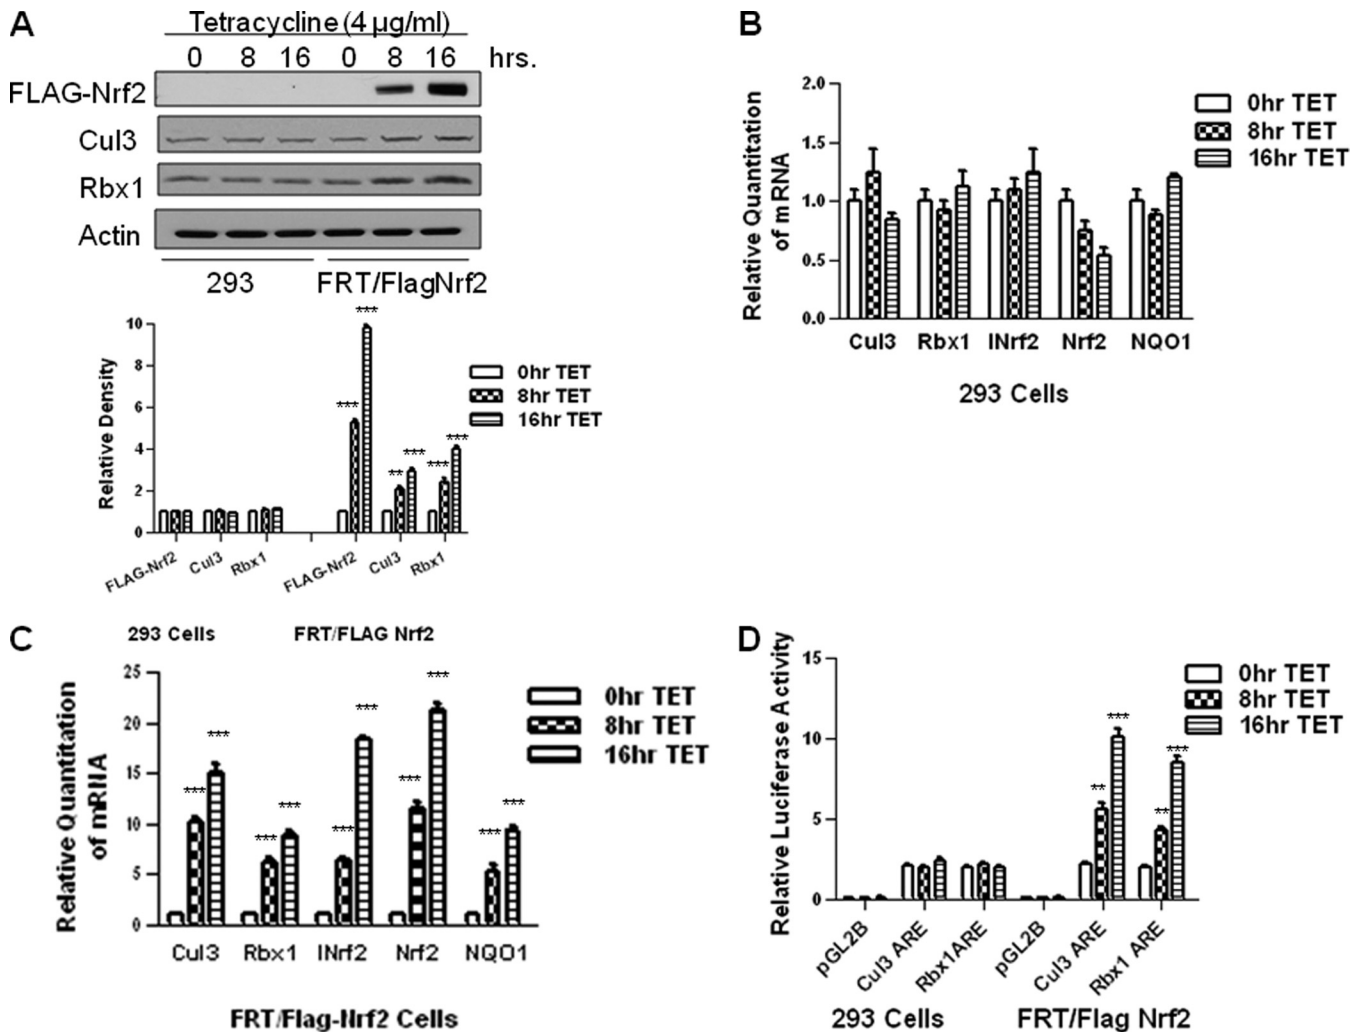 A
Tetracycline (4 µg/ml)
0 8 16 0 8 16 hrs.
FLAG-Nrf2
Cul3
Rbx1
Actin
293 FRT/FlagNrf2
***
10
8
6
4
2
0
Relative Density
***
** ***
*** ***
0hr TET
8hr TET
16hr TET
FLAG-Nrf2 Cul3 Rbx1 FLAG-Nrf2 Cul3 Rbx1
293 Cells FRT/FLAG Nrf2
B
2.0
1.5
1.0
0.5
0.0
Relative Quantitation
of mRNA
0hr TET
8hr TET
16hr TET
Cul3 Rbx1 INrf2 Nrf2 NQO1
293 Cells
C
25
20
15
10
5
0
Relative Quantitation
of mRNA
*** ***
*** ***
*** ***
*** ***
*** ***
0hr TET
8hr TET
16hr TET
Cul3 Rbx1 INrf2 Nrf2 NQO1
FRT/Flag-Nrf2 Cells
D
15
10
5
0
Relative Luciferase Activity
** ***
** ***
0hr TET
8hr TET
16hr TET
pGL2B Cul3 ARE Rbx1ARE pGL2B Cul3 ARE Rbx1 ARE
293 Cells FRT/Flag Nrf2